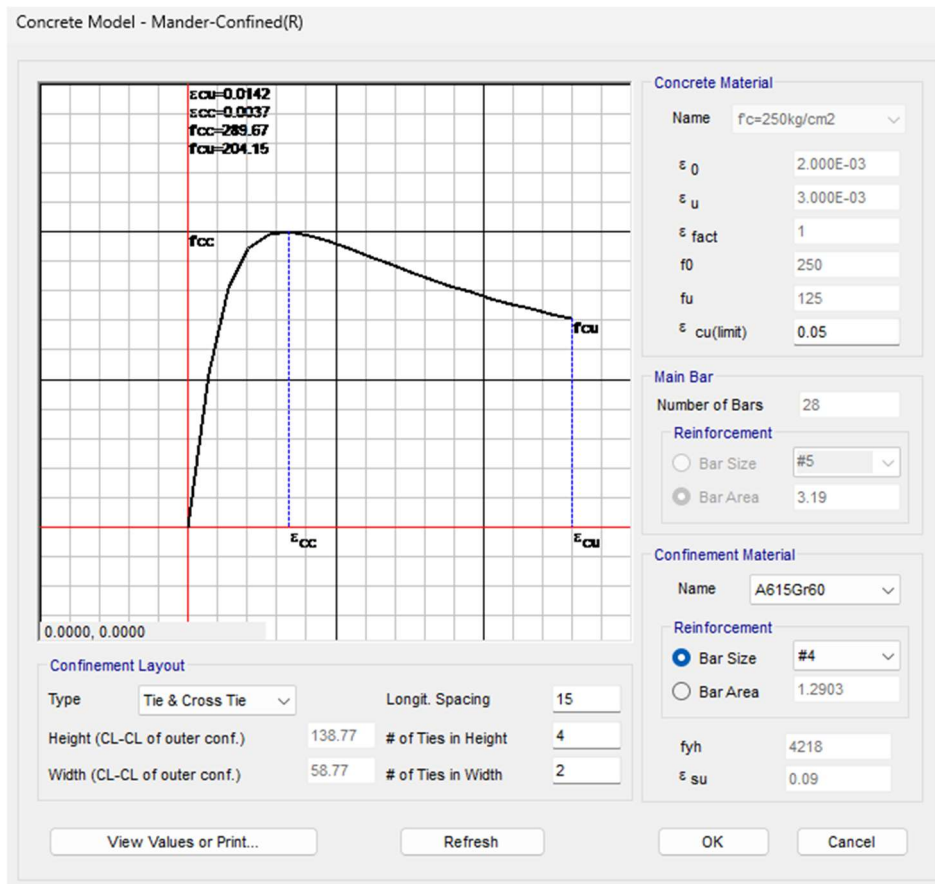 Concrete Model - Mander-Confined(R)
εcu=0.0142
εcc=0.0037
fcc=289.67
fcu=204.15
fcc
fcu
εcc
εcu
0.0000, 0.0000
Confinement Layout
Type Tie & Cross Tie Longit. Spacing 15
Height (CL-CL of outer conf.) 138.77 # of Ties in Height 4
Width (CL-CL of outer conf.) 58.77 # of Ties in Width 2
Concrete Material
Name f'c=250kg/cm2
ε 0 2.000E-03
ε u 3.000E-03
ε fact 1
f0 250
fu 125
ε cu(limit) 0.05
Main Bar
Number of Bars 28
Reinforcement
Bar Size #5
Bar Area 3.19
Confinement Material
Name A615Gr60
Reinforcement
Bar Size #4
Bar Area 1.2903
fyh 4218
ε su 0.09
View Values or Print... Refresh OK Cancel